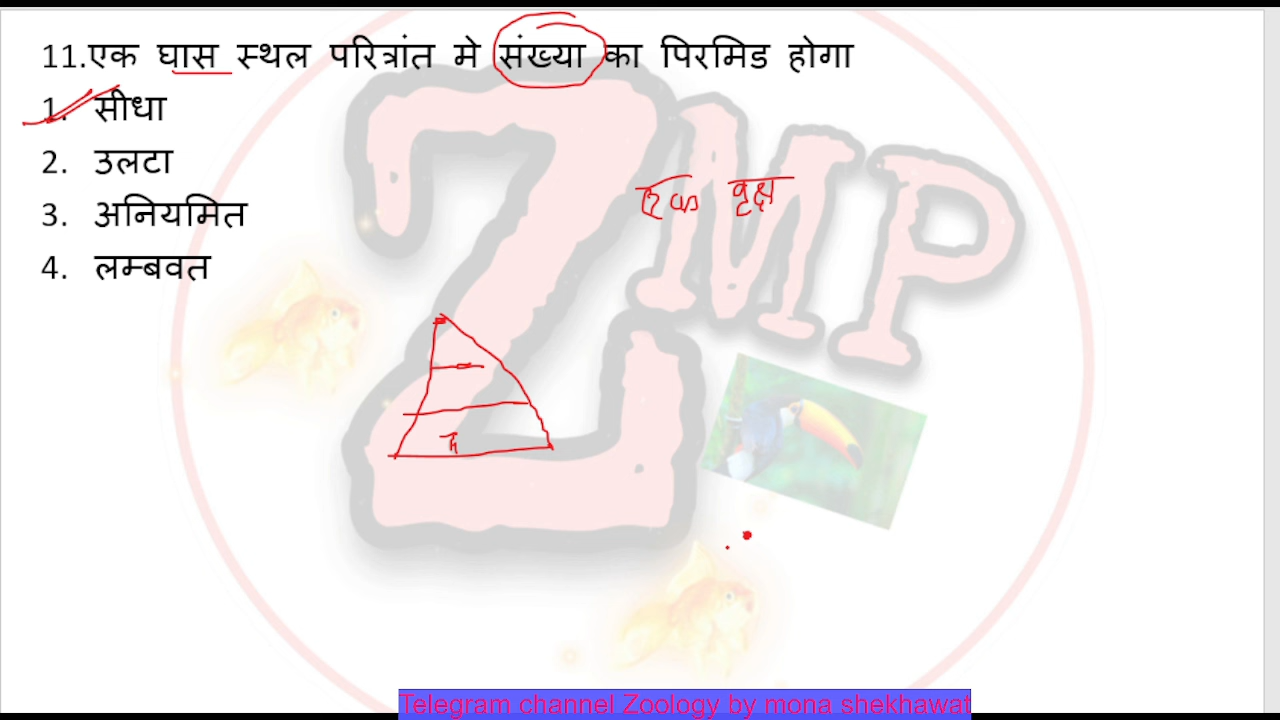 11.एक घास स्थल परित्रांत मे संख्या का पिरमिड होगा
1. सीधा
2. उलटा
3. अनियमित
4. लम्बवत
एक वृक्ष
ZMP
Telegram channel Zoology by mona shekhawat